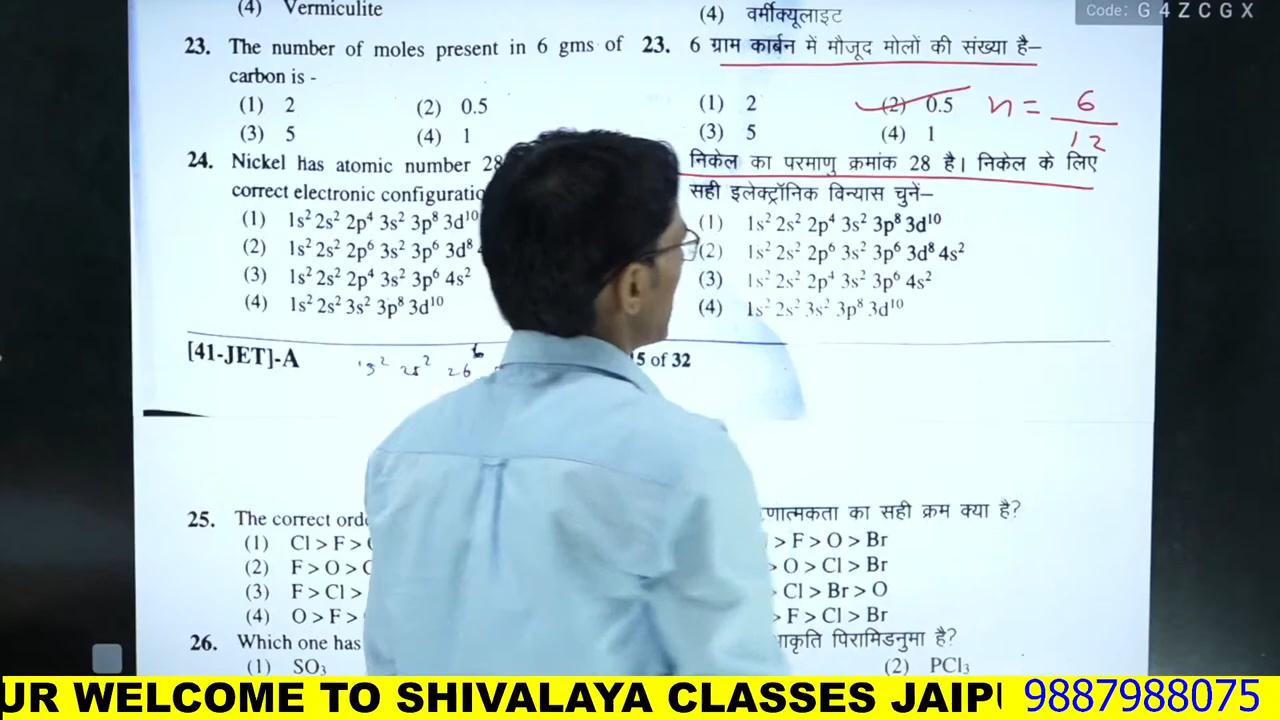 (4) Vermiculite
(4) वर्मीक्यूलाइट
Code: G 4 Z C G X
23. The number of moles present in 6 gms of
carbon is -
(1) 2 (2) 0.5
(3) 5 (4) 1
23. 6 ग्राम कार्बन में मौजूद मोलों की संख्या है–
(1) 2 (2) 0.5
(3) 5 (4) 1
n = 6
12
24. Nickel has atomic number 28
correct electronic
(1) 1s² 2s² 2p⁴ 3s² 3p⁸ 3d¹⁰
(2) 1s² 2s² 2p⁶ 3s² 3p⁶ 3d⁸
(3) 1s² 2s² 2p⁴ 3s² 3p⁶ 4s²
(4) 1s² 2s² 3s² 3p⁸ 3d¹⁰
निकेल का परमाणु क्रमांक 28 है। निकेल के लिए
सही इलेक्ट्रॉनिक विन्यास चुनें–
(1) 1s² 2s² 2p⁴ 3s² 3p⁸ 3d¹⁰
(2) 1s² 2s² 2p⁶ 3s² 3p⁶ 3d⁸ 4s²
(3) 1s² 2s² 2p⁴ 3s² 3p⁶ 4s²
(4) 1s² 2s² 3s² 3p⁸ 3d¹⁰
[41-JET]-A
5 of 32
1s² 2s²
25. The correct
(1) Cl > F >
(2) F > O >
(3) F > Cl >
(4) O > F >
का सही क्रम क्या है?
> F > O > Br
> O > Cl > Br
> Cl > Br > O
> F > Cl > Br
26. Which one has
(1) SO₃
पिरामिडनुमा है?
(2) PCl₃
UR WELCOME TO SHIVALAYA CLASSES 9887988075